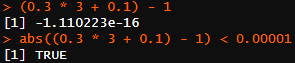 > (0.3 * 3 + 0.1) - 1
[1] -1.110223e-16
> abs((0.3 * 3 + 0.1) - 1) < 0.00001
[1] TRUE